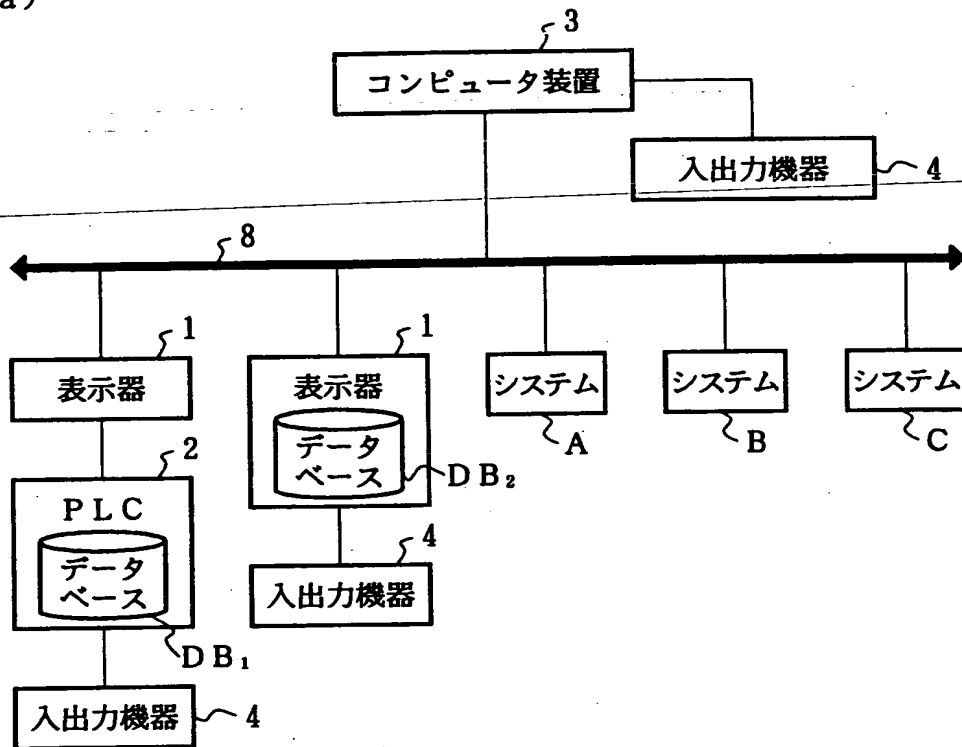 a)
3
コンピュータ装置
入出力機器
4
8
1
表示器
1
表示器
データ
ベース
DB₂
システム
A
システム
B
システム
C
2
PLC
データ
ベース
DB₁
4
入出力機器
入出力機器
4